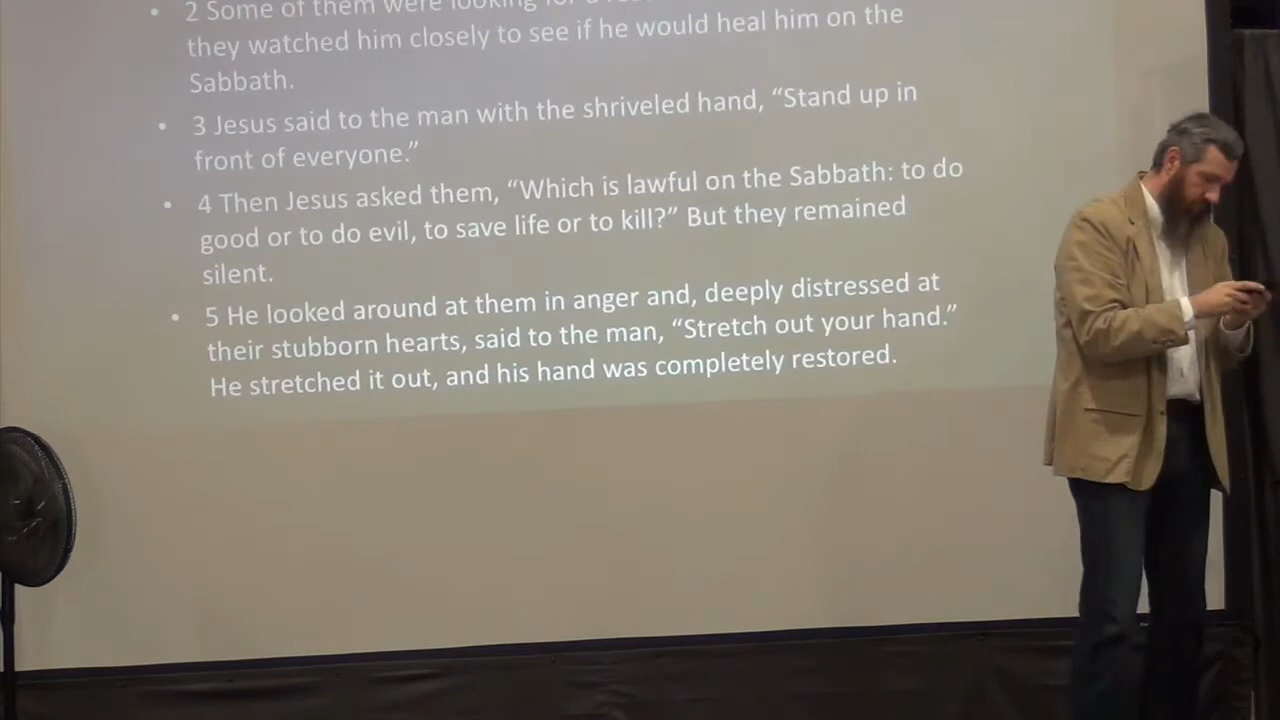 • 2 Some of them were looking for a
they watched him closely to see if he would heal him on the
Sabbath.
• 3 Jesus said to the man with the shriveled hand, “Stand up in
front of everyone.”
• 4 Then Jesus asked them, “Which is lawful on the Sabbath: to do
good or to do evil, to save life or to kill?” But they remained
silent.
• 5 He looked around at them in anger and, deeply distressed at
their stubborn hearts, said to the man, “Stretch out your hand.”
He stretched it out, and his hand was completely restored.